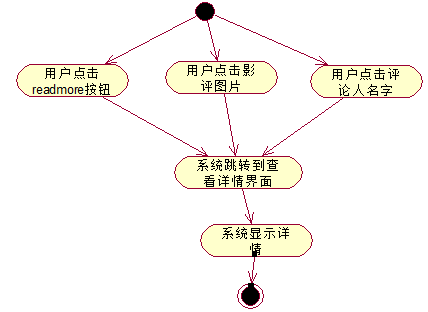 用户点击
readmore按钮
用户点击影
评图片
用户点击评
论人名字
系统跳转到查
看详情界面
系统显示详
情